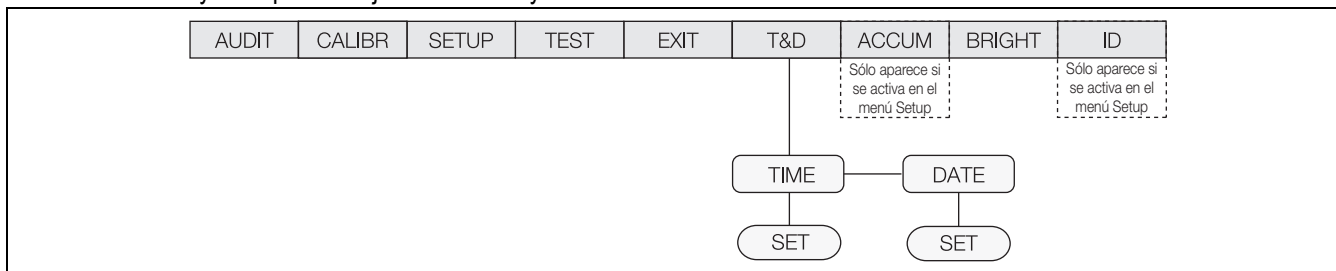 AUDIT CALIBR SETUP TEST EXIT T&D ACCUM BRIGHT ID
Sólo aparece si
se activa en el
menú Setup
Sólo aparece si
se activa en el
menú Setup
TIME DATE
SET SET